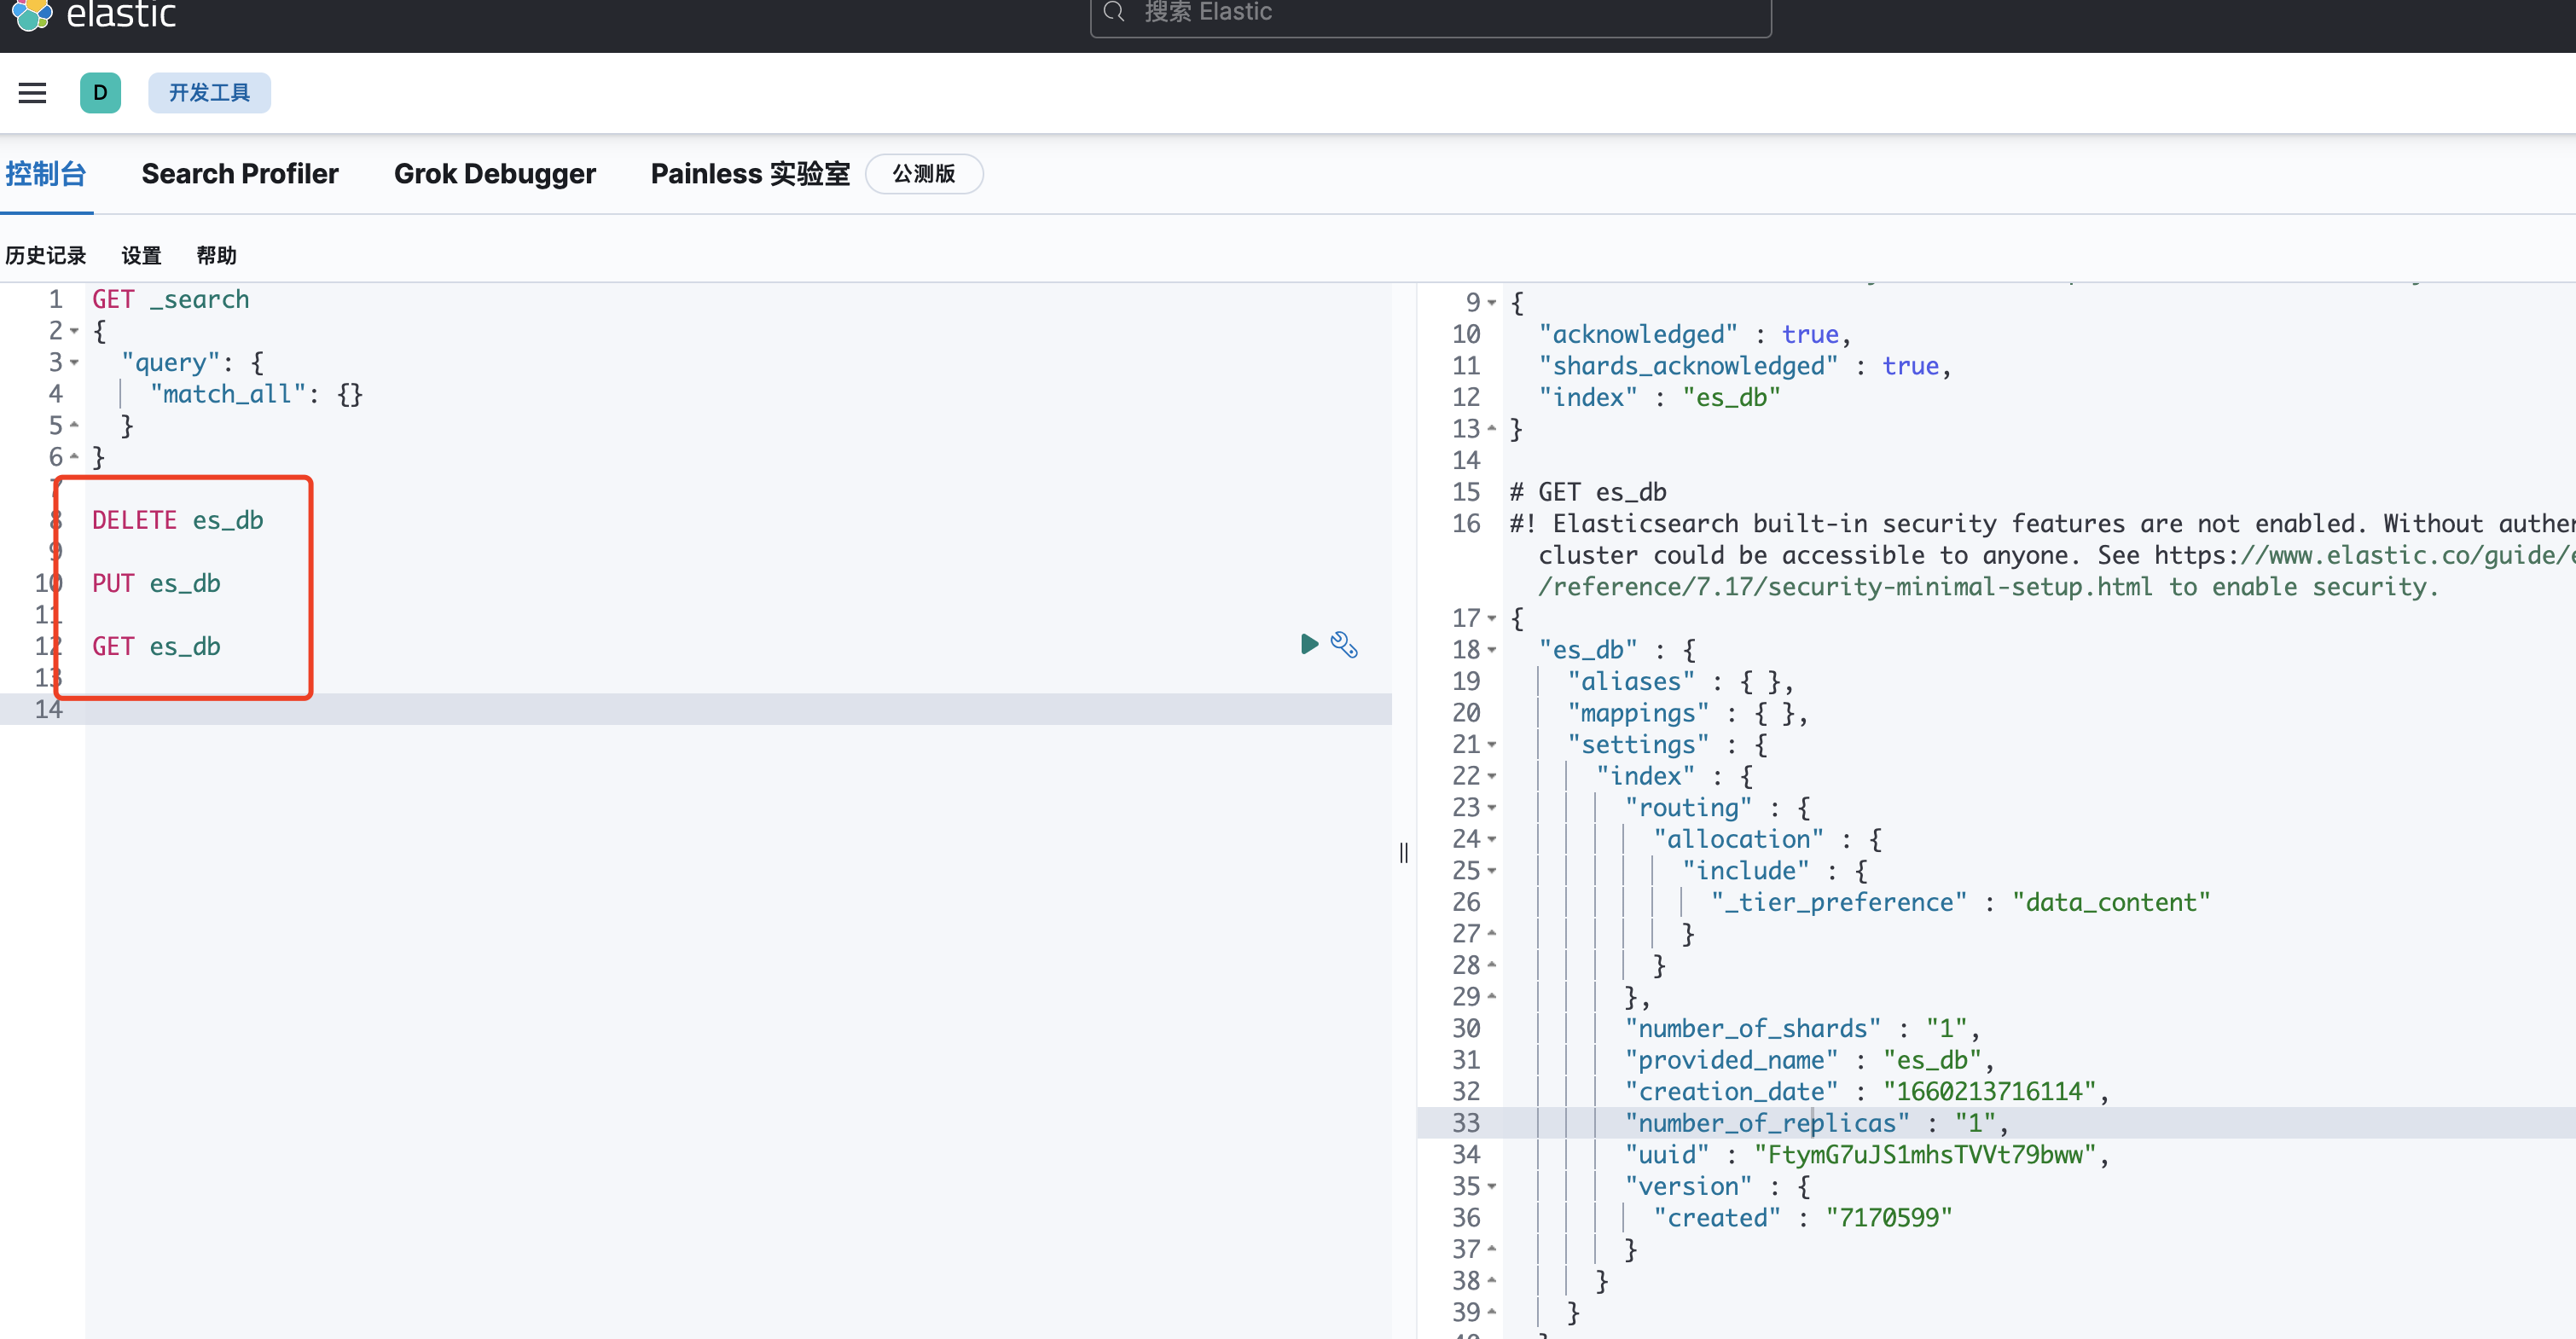 elastic
搜索 Elastic
D
开发工具
控制台
Search Profiler
Grok Debugger
Painless 实验室
公测版
历史记录
设置
帮助
1 GET _search
2 {
3 "query": {
4 "match_all": {}
5 }
6 }
7
8 DELETE es_db
9
10 PUT es_db
11
12 GET es_db
13
14
9 {
10 "acknowledged" : true,
11 "shards_acknowledged" : true,
12 "index" : "es_db"
13 }
14
15 # GET es_db
16 #! Elasticsearch built-in security features are not enabled. Without
cluster could be accessible to anyone. See https://www.elastic.co/guide/
/reference/7.17/security-minimal-setup.html to enable security.
17 {
18 "es_db" : {
19 "aliases" : { },
20 "mappings" : { },
21 "settings" : {
22 "index" : {
23 "routing" : {
24 "allocation" : {
25 "include" : {
26 "_tier_preference" : "data_content"
27 }
28 }
29 },
30 "number_of_shards" : "1",
31 "provided_name" : "es_db",
32 "creation_date" : "1660213716114",
33 "number_of_replicas" : "1",
34 "uuid" : "FtymG7uJS1mhsTVVt79bww",
35 "version" : {
36 "created" : "7170599"
37 }
38 }
39 }